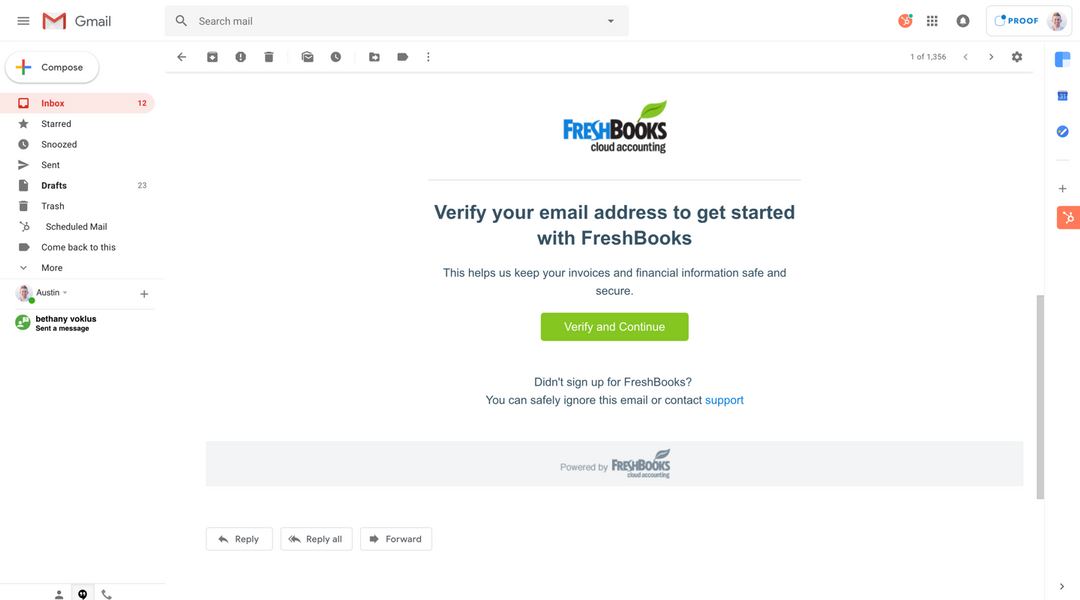 Gmail
Search mail
PROOF
Compose
1 of 1,356
Inbox 12
Starred
Snoozed
Sent
Drafts 23
Trash
Scheduled Mail
Come back to this
More
Austin
bethany voklus
Sent a message
FRESHBOOKS
cloud accounting
Verify your email address to get started
with FreshBooks
This helps us keep your invoices and financial information safe and
secure.
Verify and Continue
Didn't sign up for FreshBooks?
You can safely ignore this email or contact support
Powered by FRESHBOOKS
cloud accounting
Reply
Reply all
Forward
31